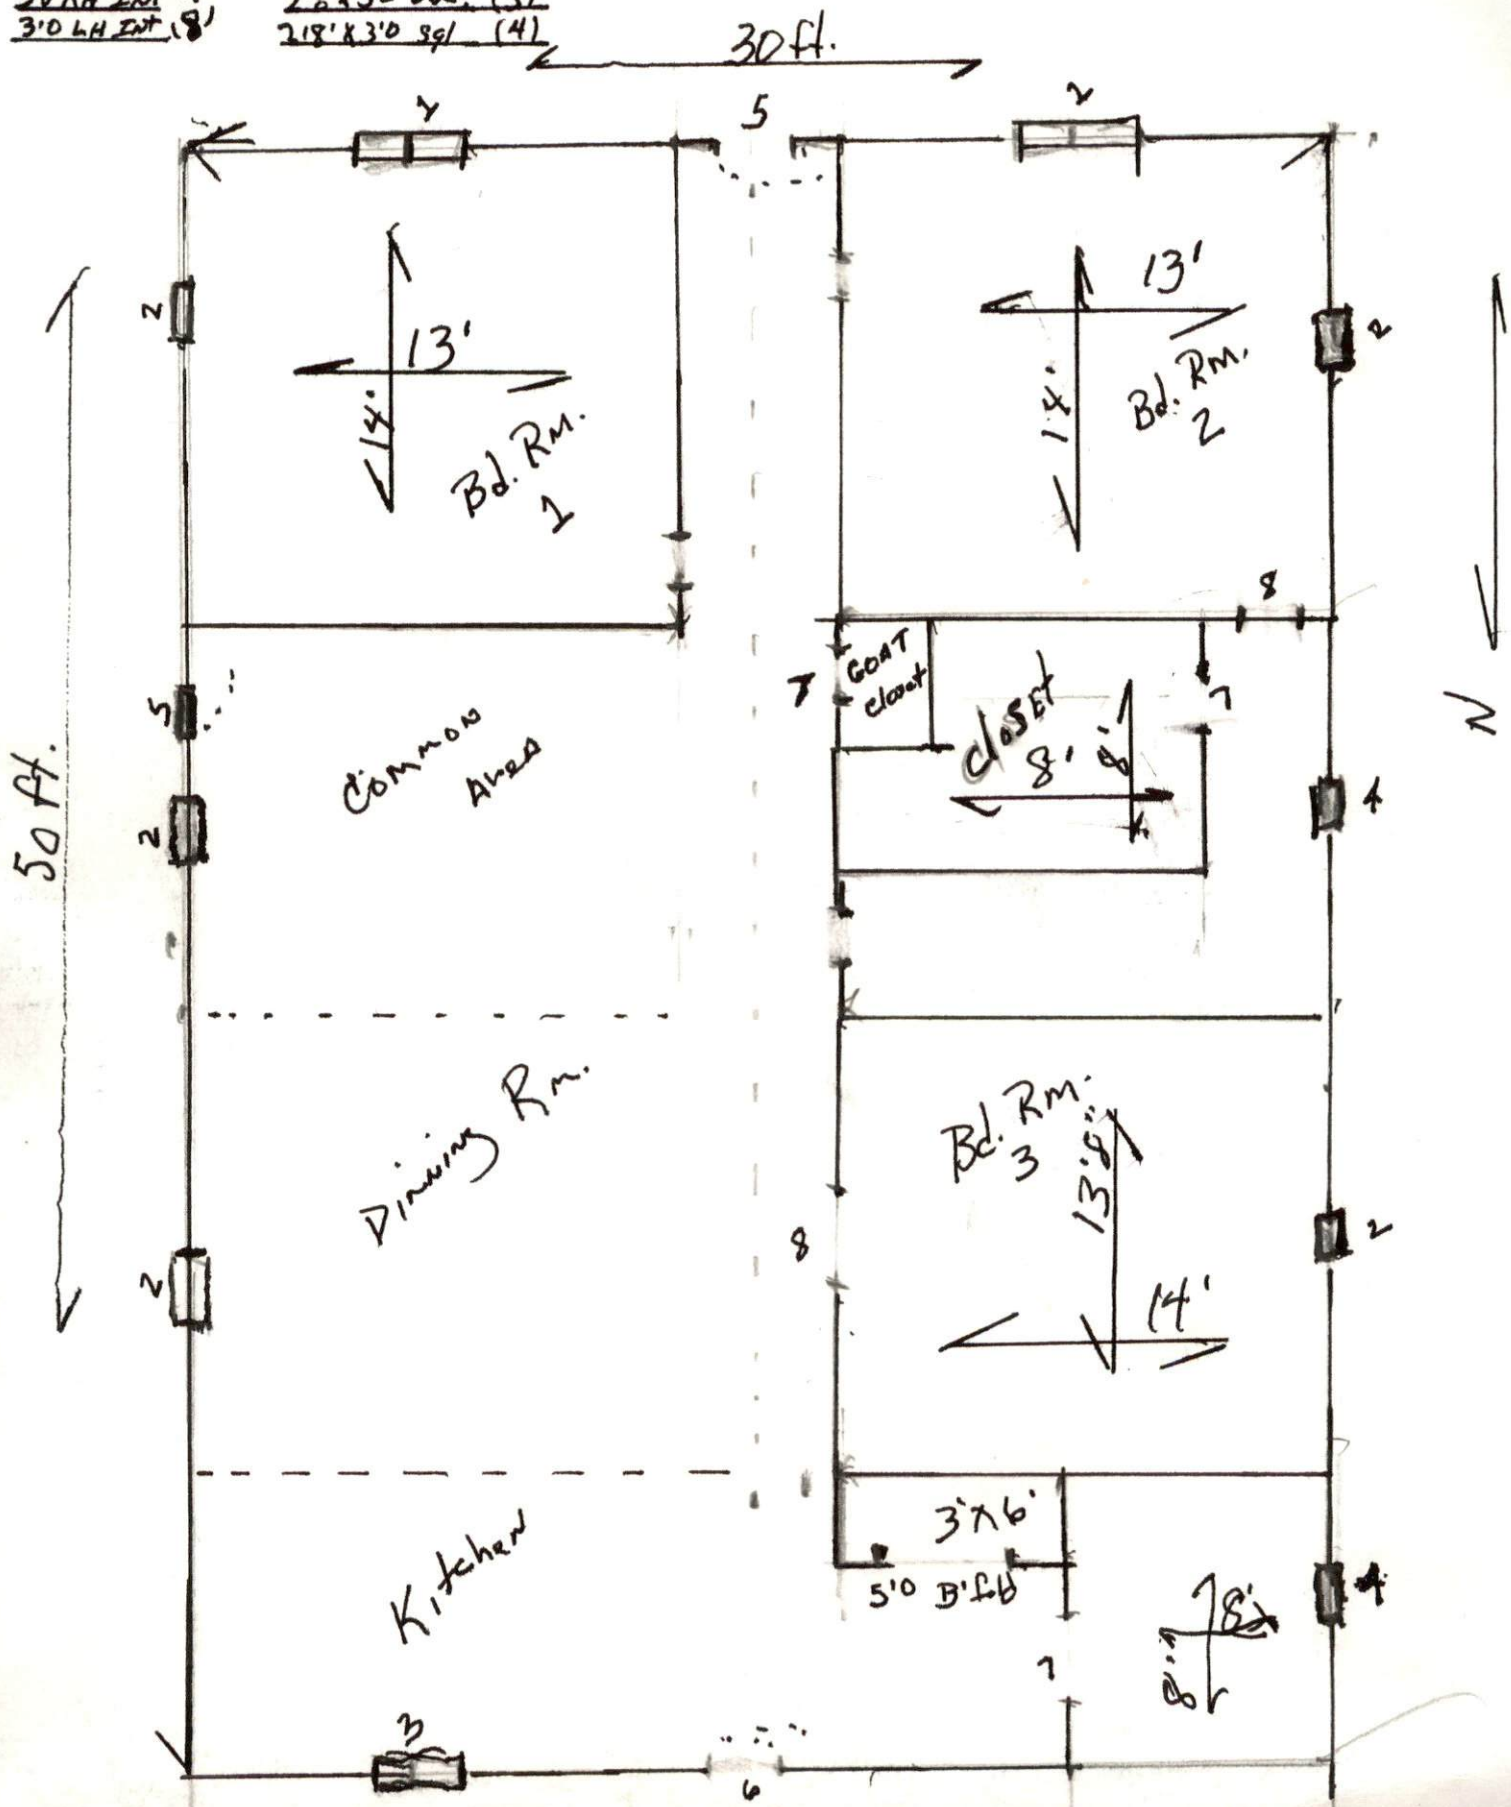 3'0 LH Int (8)
2'8' X 3'0 sgl (4)
30 ft.
5
2
13'
14'
Bd. Rm.
1
13'
14'
Bd. Rm.
2
2
2
8
COAT
Closet
7
7
Closet
8'
8'
5
Common
Area
50 ft.
2
4
N
Dinning Rm.
Bd. Rm.
3
13'8"
14'
8
2
2
Kitchen
3'X6'
5'0 Bifld
4
8'
8'
7
3
6